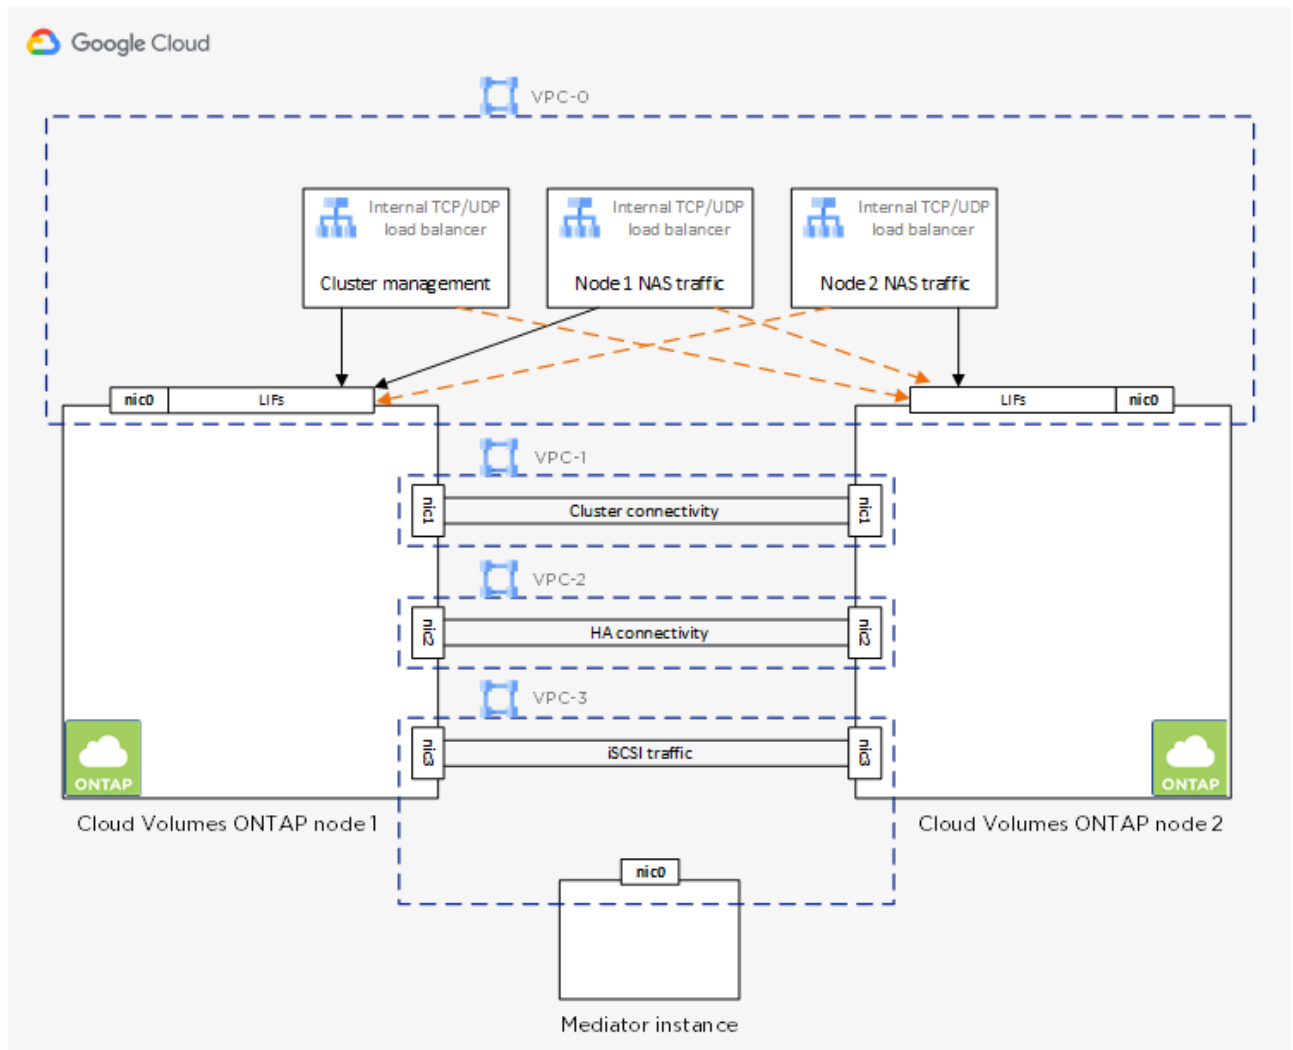 Google Cloud
VPC-0
Internal TCP/UDP
load balancer
Cluster management
Internal TCP/UDP
load balancer
Node 1 NAS traffic
Internal TCP/UDP
load balancer
Node 2 NAS traffic
nic0
LIFs
LIFs
nic0
VPC-1
nic1
Cluster connectivity
nic1
VPC-2
nic2
HA connectivity
nic2
VPC-3
nic3
iSCSI traffic
nic3
ONTAP
ONTAP
Cloud Volumes ONTAP node 1
Cloud Volumes ONTAP node 2
nic0
Mediator instance